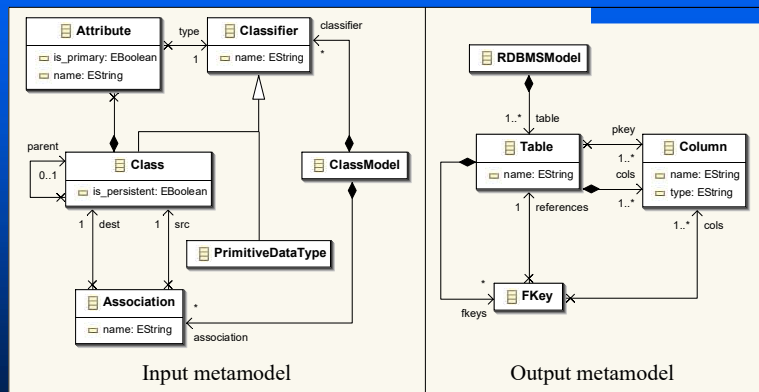 Attribute
is_primary: EBoolean
name: EString
type
1
Classifier
name: EString
classifier
*
parent
0..1
Class
is_persistent: EBoolean
ClassModel
1 dest
1 src
PrimitiveDataType
Association
name: EString
*
association
Input metamodel
RDBMSModel
1..* table
Table
name: EString
pkey
1..*
cols
1..*
Column
name: EString
type: EString
1 references
1..* cols
*
fkeys
FKey
Output metamodel